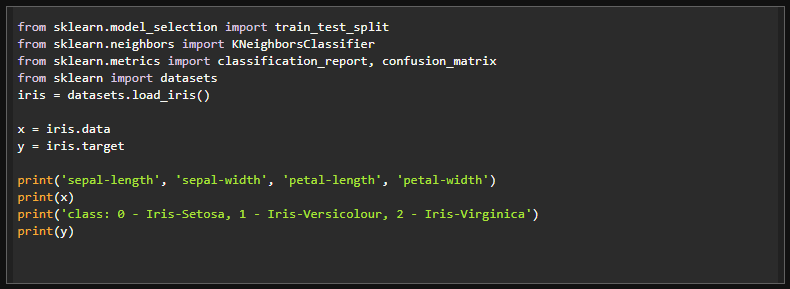 from sklearn.model_selection import train_test_split
from sklearn.neighbors import KNeighborsClassifier
from sklearn.metrics import classification_report, confusion_matrix
from sklearn import datasets
iris = datasets.load_iris()
x = iris.data
y = iris.target
print('sepal-length', 'sepal-width', 'petal-length', 'petal-width')
print(x)
print('class: 0 - Iris-Setosa, 1 - Iris-Versicolour, 2 - Iris-Virginica')
print(y)